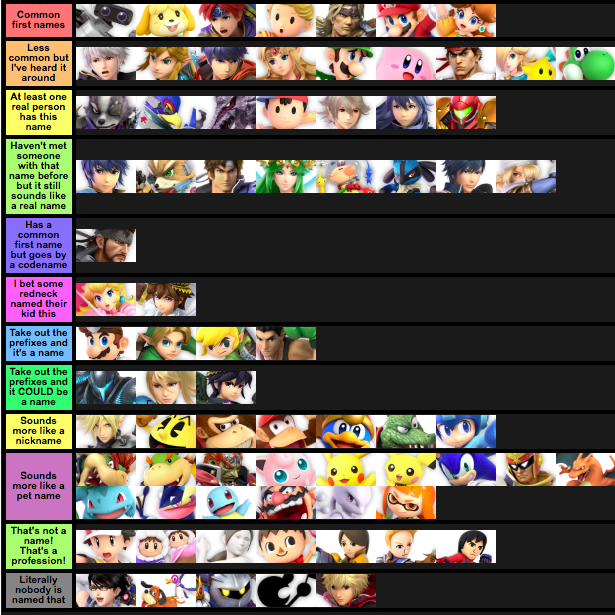 Common
first names
Less
common but
I've heard it
around
At least one
real person
has this
name
Haven't met
someone
with that
name before
but it still
sounds like
a real name
Has a
common
first name
but goes by
a codename
I bet some
redneck
named their
kid this
Take out the
prefixes and
it's a name
Take out the
prefixes and
it COULD be
a name
Sounds
more like a
nickname
Sounds
more like a
pet name
That's not a
name!
That's a
profession!
Literally
nobody is
named that